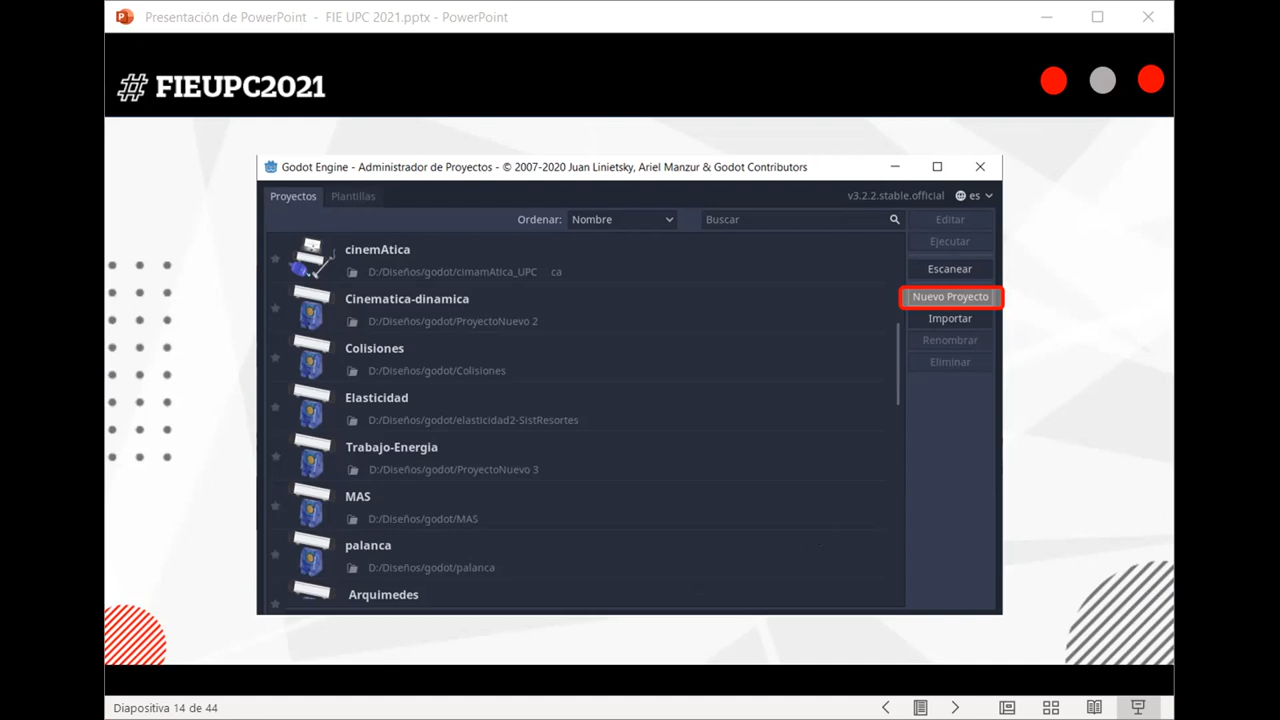 Presentación de PowerPoint - FIE UPC 2021.pptx - PowerPoint
# FIEUPC2021
Godot Engine - Administrador de Proyectos - © 2007-2020 Juan Linietsky, Ariel Manzur & Godot Contributors
Proyectos Plantillas v3.2.2.stable.official es
Ordenar: Nombre Buscar Editar
Ejecutar
cinemAtica
D:/Diseños/godot/cimamAtica_UPC ca
Escanear
Nuevo Proyecto
Cinematica-dinamica
D:/Diseños/godot/ProyectoNuevo 2
Importar
Renombrar
Colisiones
D:/Diseños/godot/Colisiones
Eliminar
Elasticidad
D:/Diseños/godot/elasticidad2-SistResortes
Trabajo-Energia
D:/Diseños/godot/ProyectoNuevo 3
MAS
D:/Diseños/godot/MAS
palanca
D:/Diseños/godot/palanca
Arquimedes
Diapositiva 14 de 44